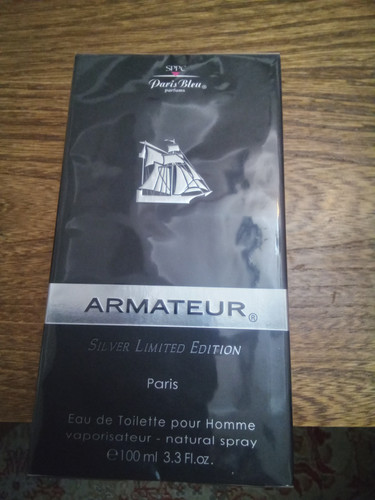 SPPC
Paris Bleu®
parfums
ARMATEUR®
SILVER LIMITED EDITION
Paris
Eau de Toilette pour Homme
vaporisateur - natural spray
℮100 ml 3.3 Fl.oz.